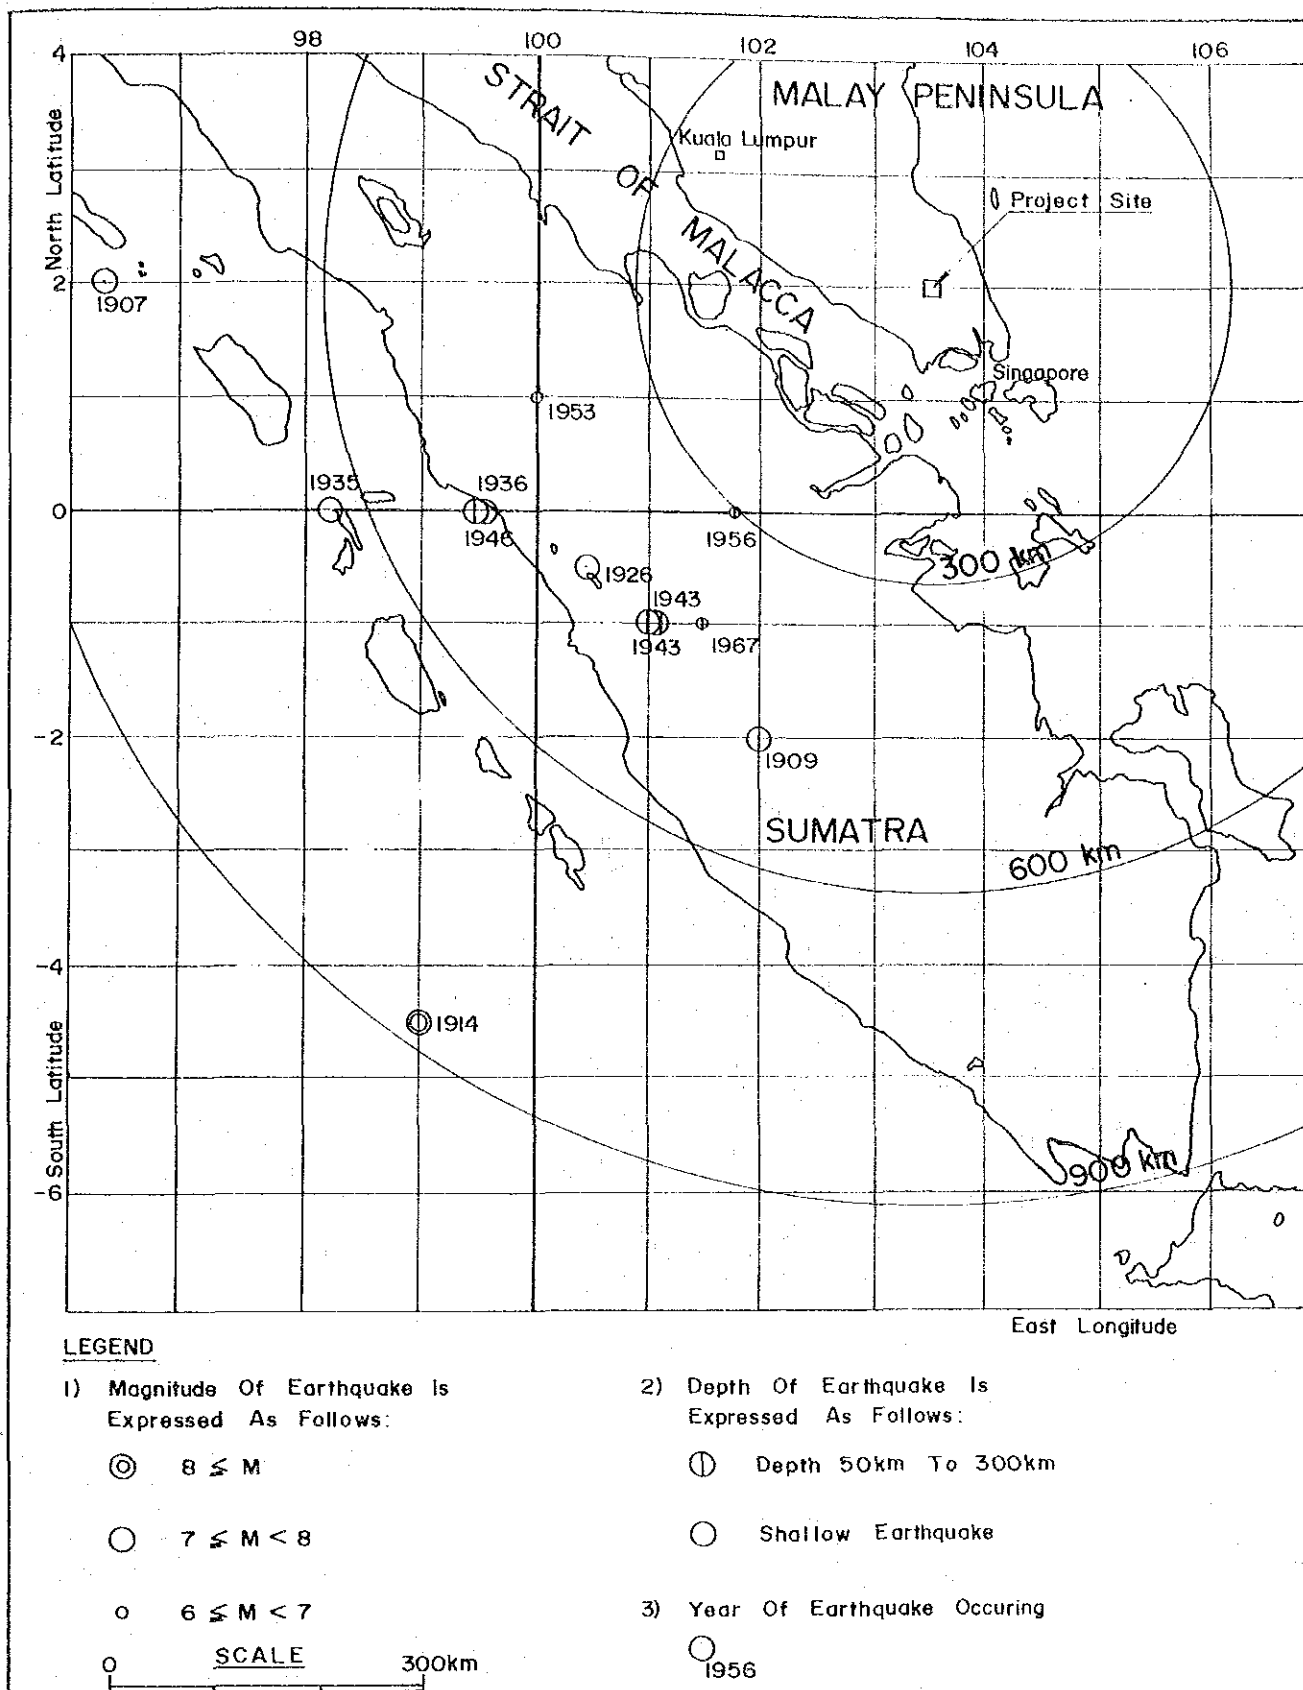 98 100 102 104 106
4
STRAIT OF MALACCA
MALAY PENINSULA
Kuala Lumpur
North Latitude
Project Site
2
1907
Singapore
1953
1935
1936
0
1946
1956
300 km
1926
1943
1943
1967
-2
1909
SUMATRA
600 km
-4
1914
South Latitude
900 km
-6
East Longitude
LEGEND
1) Magnitude Of Earthquake Is
Expressed As Follows:
8 ≦ M
7 ≦ M < 8
6 ≦ M < 7
SCALE
0 300km
2) Depth Of Earthquake Is
Expressed As Follows:
Depth 50km To 300km
Shallow Earthquake
3) Year Of Earthquake Occuring
1956